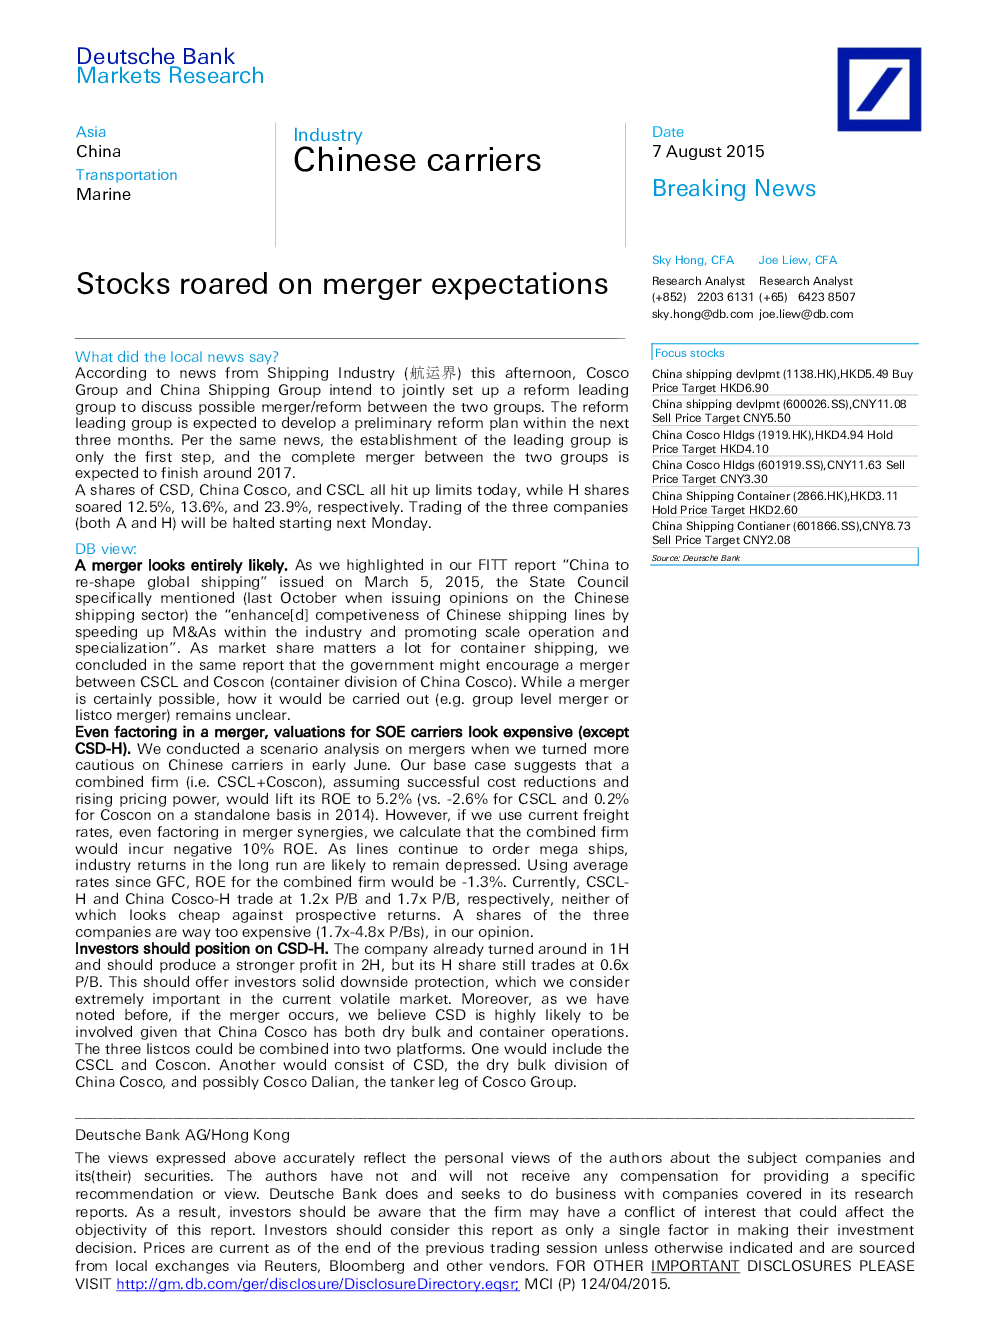 Deutsche Bank
Markets Research
Asia
China
Transportation
Marine
Industry
Chinese carriers
Date
7 August 2015
Breaking News
Stocks roared on merger expectations
Sky Hong, CFA
Research Analyst
(+852) 2203 6131
sky.hong@db.com
Joe Liew, CFA
Research Analyst
(+65) 6423 8507
joe.liew@db.com
What did the local news say?
According to news from Shipping Industry (航运界) this afternoon, Cosco
Group and China Shipping Group intend to jointly set up a reform leading
group to discuss possible merger/reform between the two groups. The reform
leading group is expected to develop a preliminary reform plan within the next
three months. Per the same news, the establishment of the leading group is
only the first step, and the complete merger between the two groups is
expected to finish around 2017.
A shares of CSD, China Cosco, and CSCL all hit up limits today, while H shares
soared 12.5%, 13.6%, and 23.9%, respectively. Trading of the three companies
(both A and H) will be halted starting next Monday.
DB view:
A merger looks entirely likely. As we highlighted in our FITT report “China to
re-shape global shipping” issued on March 5, 2015, the State Council
specifically mentioned (last October when issuing opinions on the Chinese
shipping sector) the “enhance[d] competiveness of Chinese shipping lines by
speeding up M&As within the industry and promoting scale operation and
specialization”. As market share matters a lot for container shipping, we
concluded in the same report that the government might encourage a merger
between CSCL and Coscon (container division of China Cosco). While a merger
is certainly possible, how it would be carried out (e.g. group level merger or
listco merger) remains unclear.
Even factoring in a merger, valuations for SOE carriers look expensive (except
CSD-H). We conducted a scenario analysis on mergers when we turned more
cautious on Chinese carriers in early June. Our base case suggests that a
combined firm (i.e. CSCL+Coscon), assuming successful cost reductions and
rising pricing power, would lift its ROE to 5.2% (vs. -2.6% for CSCL and 0.2%
for Coscon on a standalone basis in 2014). However, if we use current freight
rates, even factoring in merger synergies, we calculate that the combined firm
would incur negative 10% ROE. As lines continue to order mega ships,
industry returns in the long run are likely to remain depressed. Using average
rates since GFC, ROE for the combined firm would be -1.3%. Currently, CSCL-
H and China Cosco-H trade at 1.2x P/B and 1.7x P/B, respectively, neither of
which looks cheap against prospective returns. A shares of the three
companies are way too expensive (1.7x-4.8x P/Bs), in our opinion.
Investors should position on CSD-H. The company already turned around in 1H
and should produce a stronger profit in 2H, but its H share still trades at 0.6x
P/B. This should offer investors solid downside protection, which we consider
extremely important in the current volatile market. Moreover, as we have
noted before, if the merger occurs, we believe CSD is highly likely to be
involved given that China Cosco has both dry bulk and container operations.
The three listcos could be combined into two platforms. One would include the
CSCL and Coscon. Another would consist of CSD, the dry bulk division of
China Cosco, and possibly Cosco Dalian, the tanker leg of Cosco Group.
Focus stocks
China shipping devlpmt (1138.HK),HKD5.49 Buy
Price Target HKD6.90
China shipping devlpmt (600026.SS),CNY11.08
Sell Price Target CNY5.50
China Cosco Hldgs (1919.HK),HKD4.94 Hold
Price Target HKD4.10
China Cosco Hldgs (601919.SS),CNY11.63 Sell
Price Target CNY3.30
China Shipping Container (2866.HK),HKD3.11
Hold Price Target HKD2.60
China Shipping Contianer (601866.SS),CNY8.73
Sell Price Target CNY2.08
Source: Deutsche Bank
Deutsche Bank AG/Hong Kong
The views expressed above accurately reflect the personal views of the authors about the subject companies and
its(their) securities. The authors have not and will not receive any compensation for providing a specific
recommendation or view. Deutsche Bank does and seeks to do business with companies covered in its research
reports. As a result, investors should be aware that the firm may have a conflict of interest that could affect the
objectivity of this report. Investors should consider this report as only a single factor in making their investment
decision. Prices are current as of the end of the previous trading session unless otherwise indicated and are sourced
from local exchanges via Reuters, Bloomberg and other vendors. FOR OTHER IMPORTANT DISCLOSURES PLEASE
VISIT http://gm.db.com/ger/disclosure/DisclosureDirectory.eqsr; MCI (P) 124/04/2015.